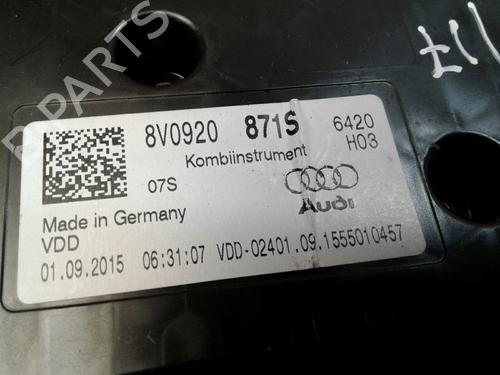 B-PARTS
8V0920 871S 6420
Kombiinstrument H03
07S
Audi
Made in Germany
VDD
01.09.2015 06:31:07 VDD-02401.09.1555010457